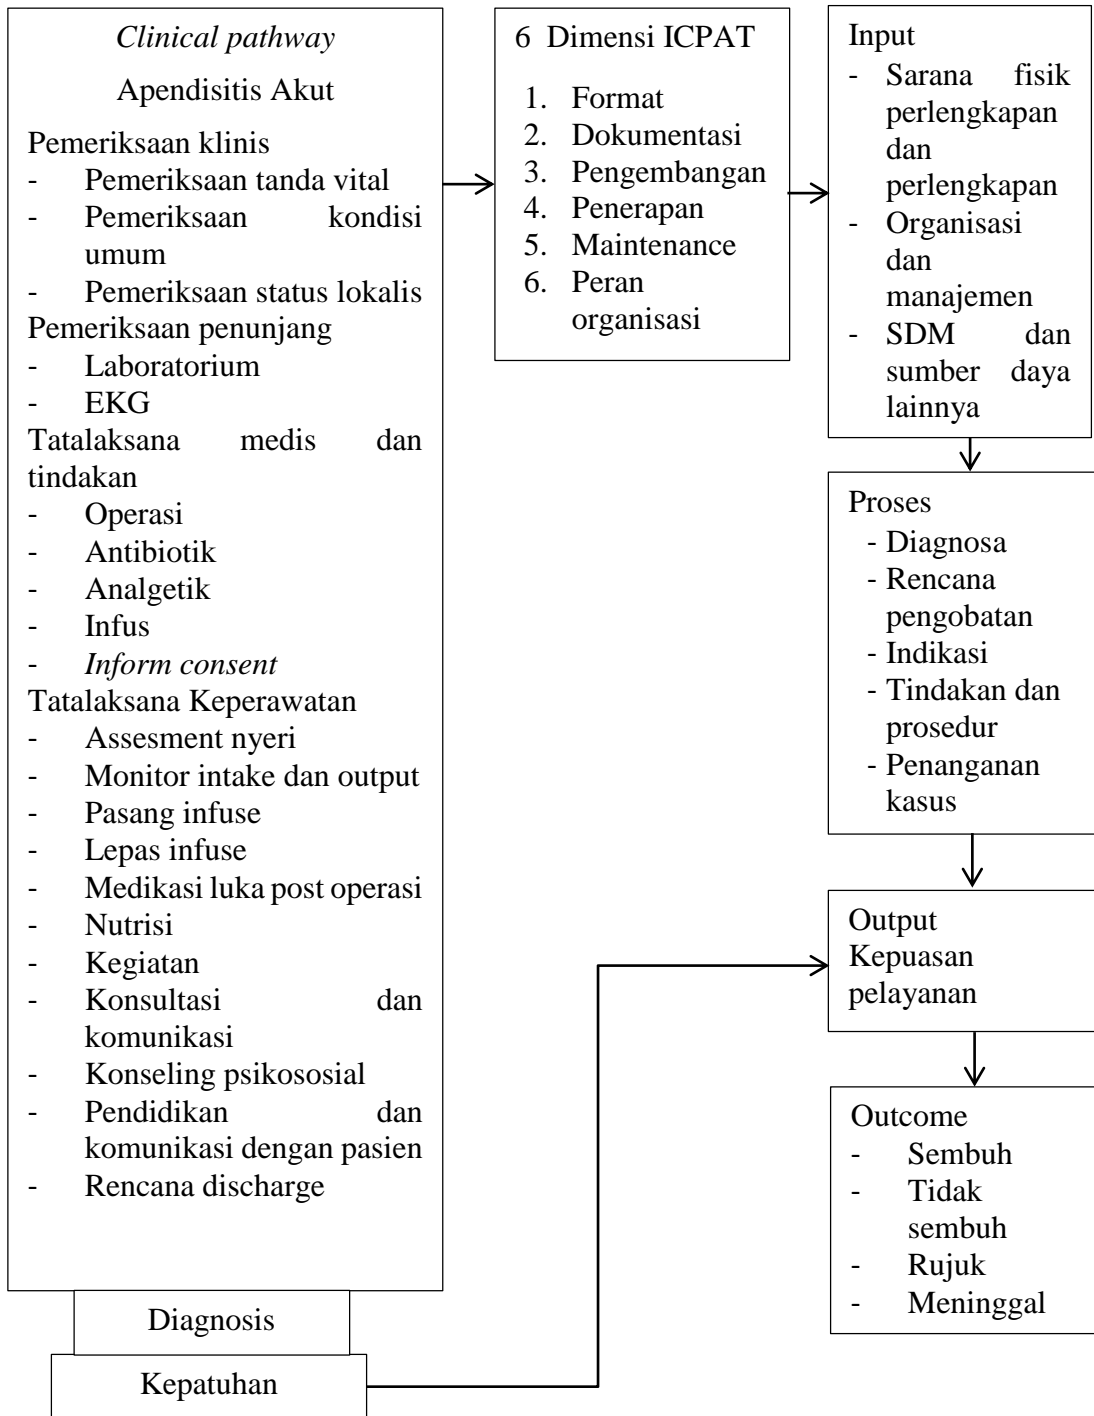 Clinical pathway
Apendisitis Akut
Pemeriksaan klinis
- Pemeriksaan tanda vital
- Pemeriksaan kondisi
umum
- Pemeriksaan status lokalis
Pemeriksaan penunjang
- Laboratorium
- EKG
Tatalaksana medis dan
tindakan
- Operasi
- Antibiotik
- Analgetik
- Infus
- Inform consent
Tatalaksana Keperawatan
- Assesment nyeri
- Monitor intake dan output
- Pasang infuse
- Lepas infuse
- Medikasi luka post operasi
- Nutrisi
- Kegiatan
- Konsultasi dan
komunikasi
- Konseling psikososial
- Pendidikan dan
komunikasi dengan pasien
- Rencana discharge
Diagnosis
Kepatuhan
6 Dimensi ICPAT
1. Format
2. Dokumentasi
3. Pengembangan
4. Penerapan
5. Maintenance
6. Peran
organisasi
Input
- Sarana fisik
perlengkapan
dan
perlengkapan
- Organisasi
dan
manajemen
- SDM dan
sumber daya
lainnya
Proses
- Diagnosa
- Rencana
pengobatan
- Indikasi
- Tindakan dan
prosedur
- Penanganan
kasus
Output
Kepuasan
pelayanan
Outcome
- Sembuh
- Tidak
sembuh
- Rujuk
- Meninggal